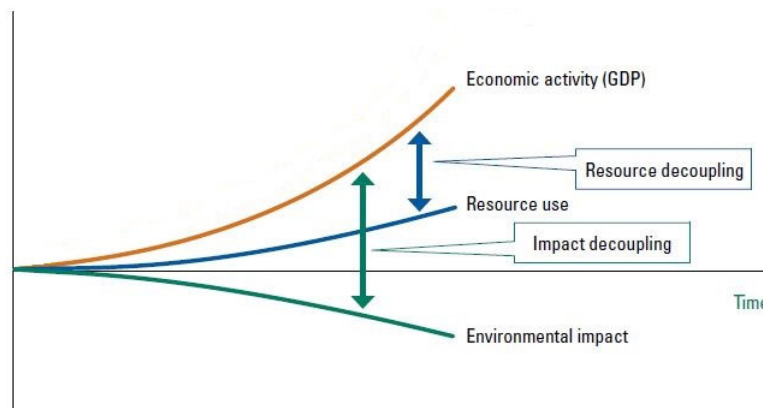 Economic activity (GDP)
Resource decoupling
Resource use
Impact decoupling
Time
Environmental impact